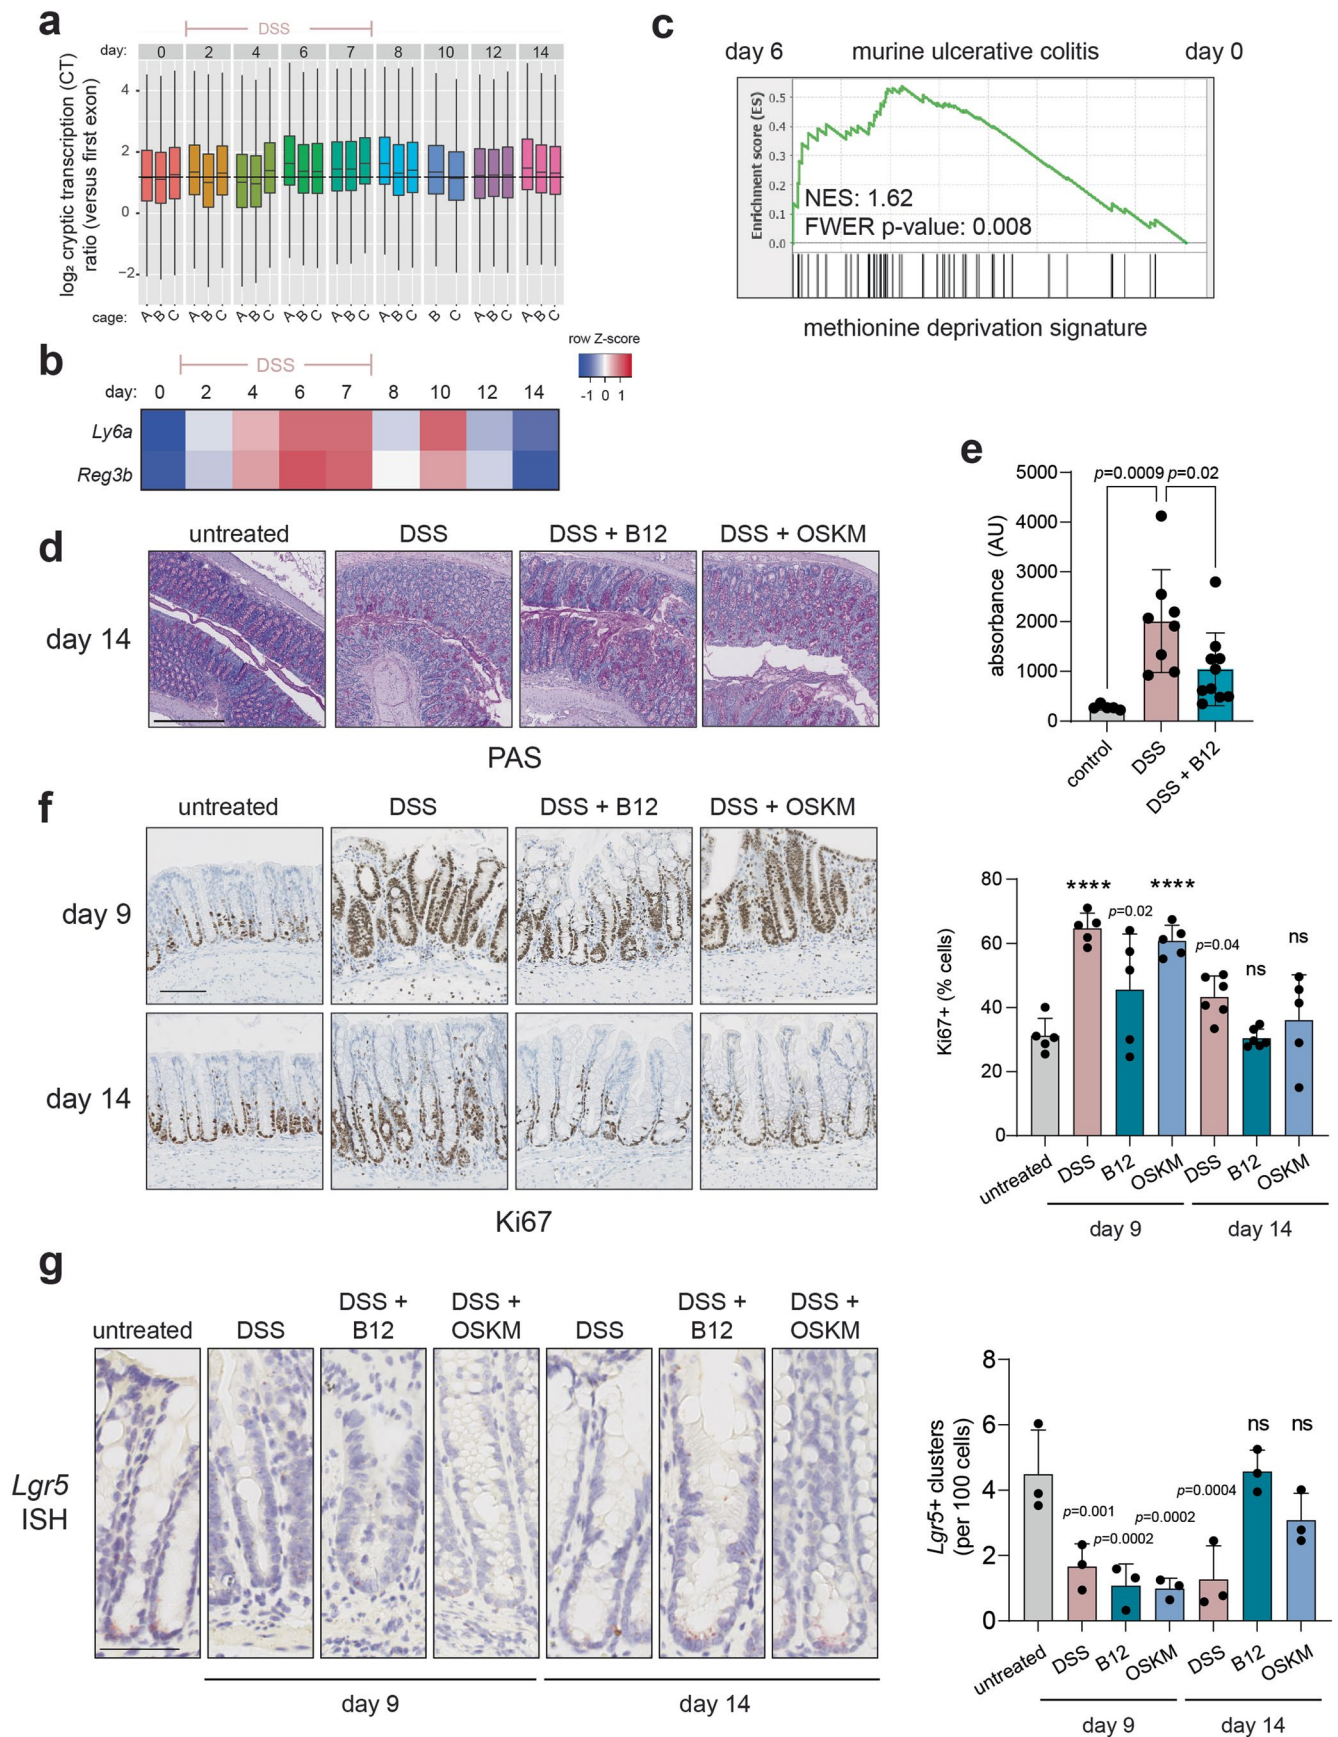 a
DSS
day: 0 2 4 6 7 8 10 12 14
log₂ cryptic transcription (CT)
ratio (versus first exon)
4
2
0
−2
cage: A B C A B C A B C A B C A B C A B C B C A B C A B C
b
DSS
row Z-score
-1 0 1
day: 0 2 4 6 7 8 10 12 14
Ly6a
Reg3b
c
day 6 murine ulcerative colitis day 0
Enrichment score (ES)
0.5
0.4
0.3
0.2
0.1
0.0
NES: 1.62
FWER p-value: 0.008
methionine deprivation signature
d
untreated DSS DSS + B12 DSS + OSKM
day 14
PAS
e
absorbance (AU)
5000
4000
3000
2000
1000
0
p=0.0009 p=0.02
control DSS DSS + B12
f
untreated DSS DSS + B12 DSS + OSKM
day 9
day 14
Ki67
Ki67+ (% cells)
80
60
40
20
0
**** p=0.02 **** p=0.04 ns ns
untreated DSS B12 OSKM DSS B12 OSKM
day 9 day 14
g
untreated DSS DSS + B12 DSS + OSKM DSS DSS + B12 DSS + OSKM
Lgr5
ISH
day 9 day 14
Lgr5+ clusters
(per 100 cells)
8
6
4
2
0
p=0.001 p=0.0002 p=0.0002 p=0.0004 ns ns
untreated DSS B12 OSKM DSS B12 OSKM
day 9 day 14